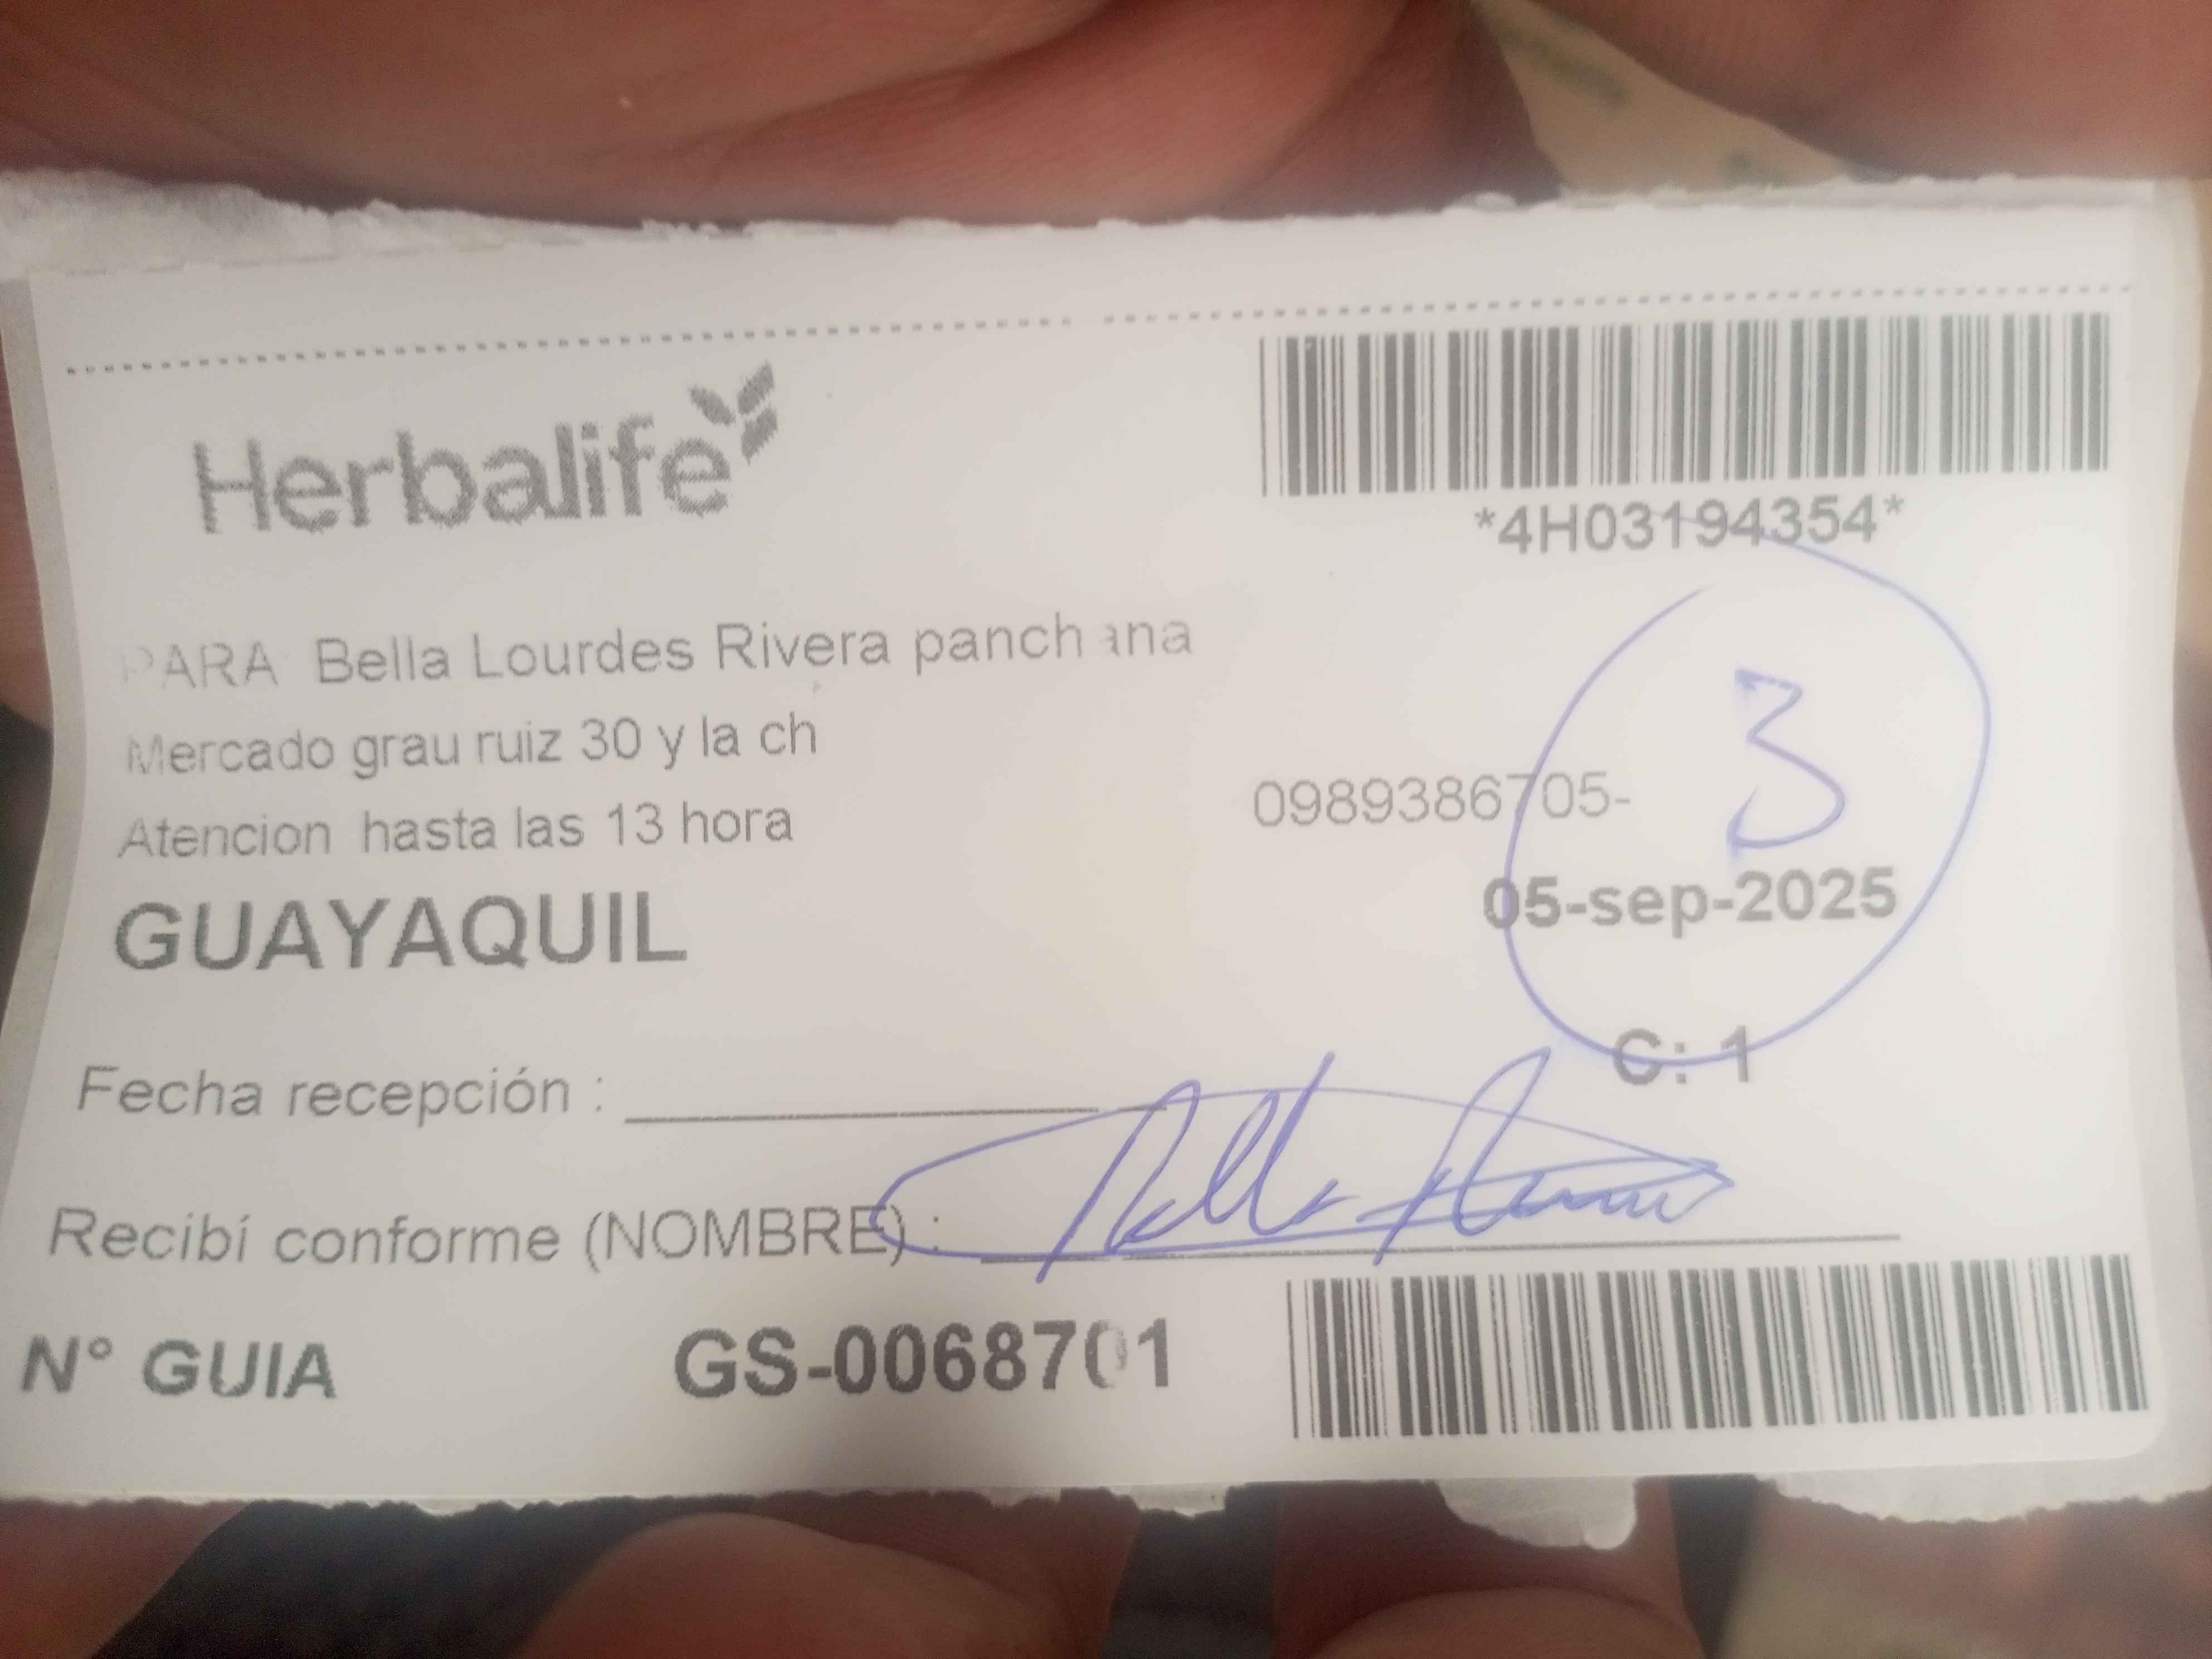 Herbalife
*4H03194354*
PARA Bella Lourdes Rivera panchana
Mercado grau ruiz 30 y la ch
Atencion hasta las 13 hora
0989386705-
3
GUAYAQUIL
05-sep-2025
C: 1
Fecha recepción :
Recibí conforme (NOMBRE) :
N° GUIA GS-0068701